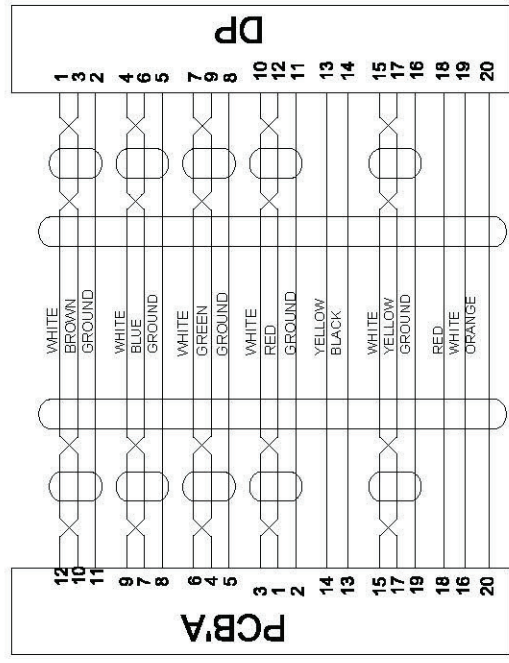 DP
1 3 2 4 6 5 7 9 8 10 12 11 13 14 15 17 16 18 19 20
WHITE
BROWN
GROUND
WHITE
BLUE
GROUND
WHITE
GREEN
GROUND
WHITE
RED
GROUND
YELLOW
BLACK
WHITE
YELLOW
GROUND
RED
WHITE
ORANGE
12 10 11 9 7 8 6 4 5 3 1 2 14 13 15 17 19 18 16 20
PCB'A